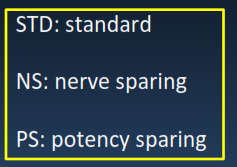 STD: standard
NS: nerve sparing
PS: potency sparing